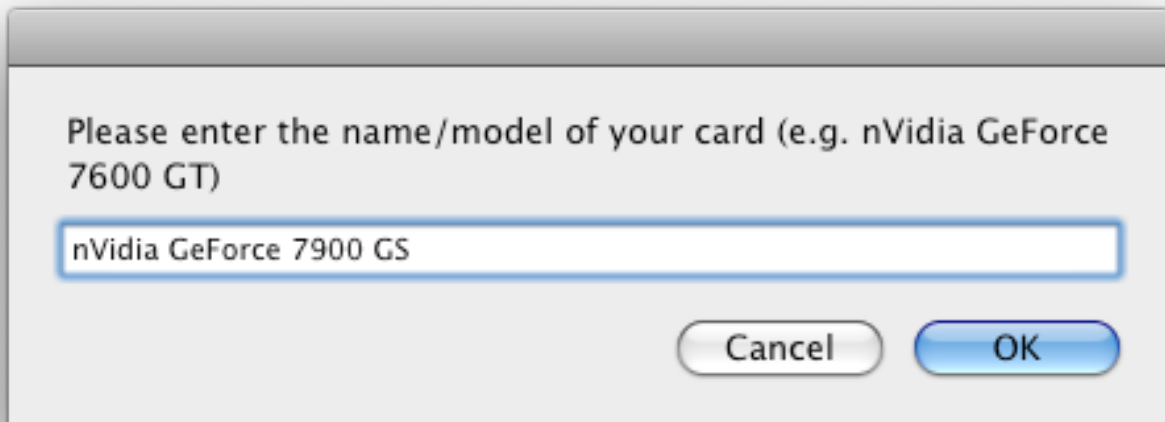 Please enter the name/model of your card (e.g. nVidia GeForce
7600 GT)
nVidia GeForce 7900 GS
Cancel OK